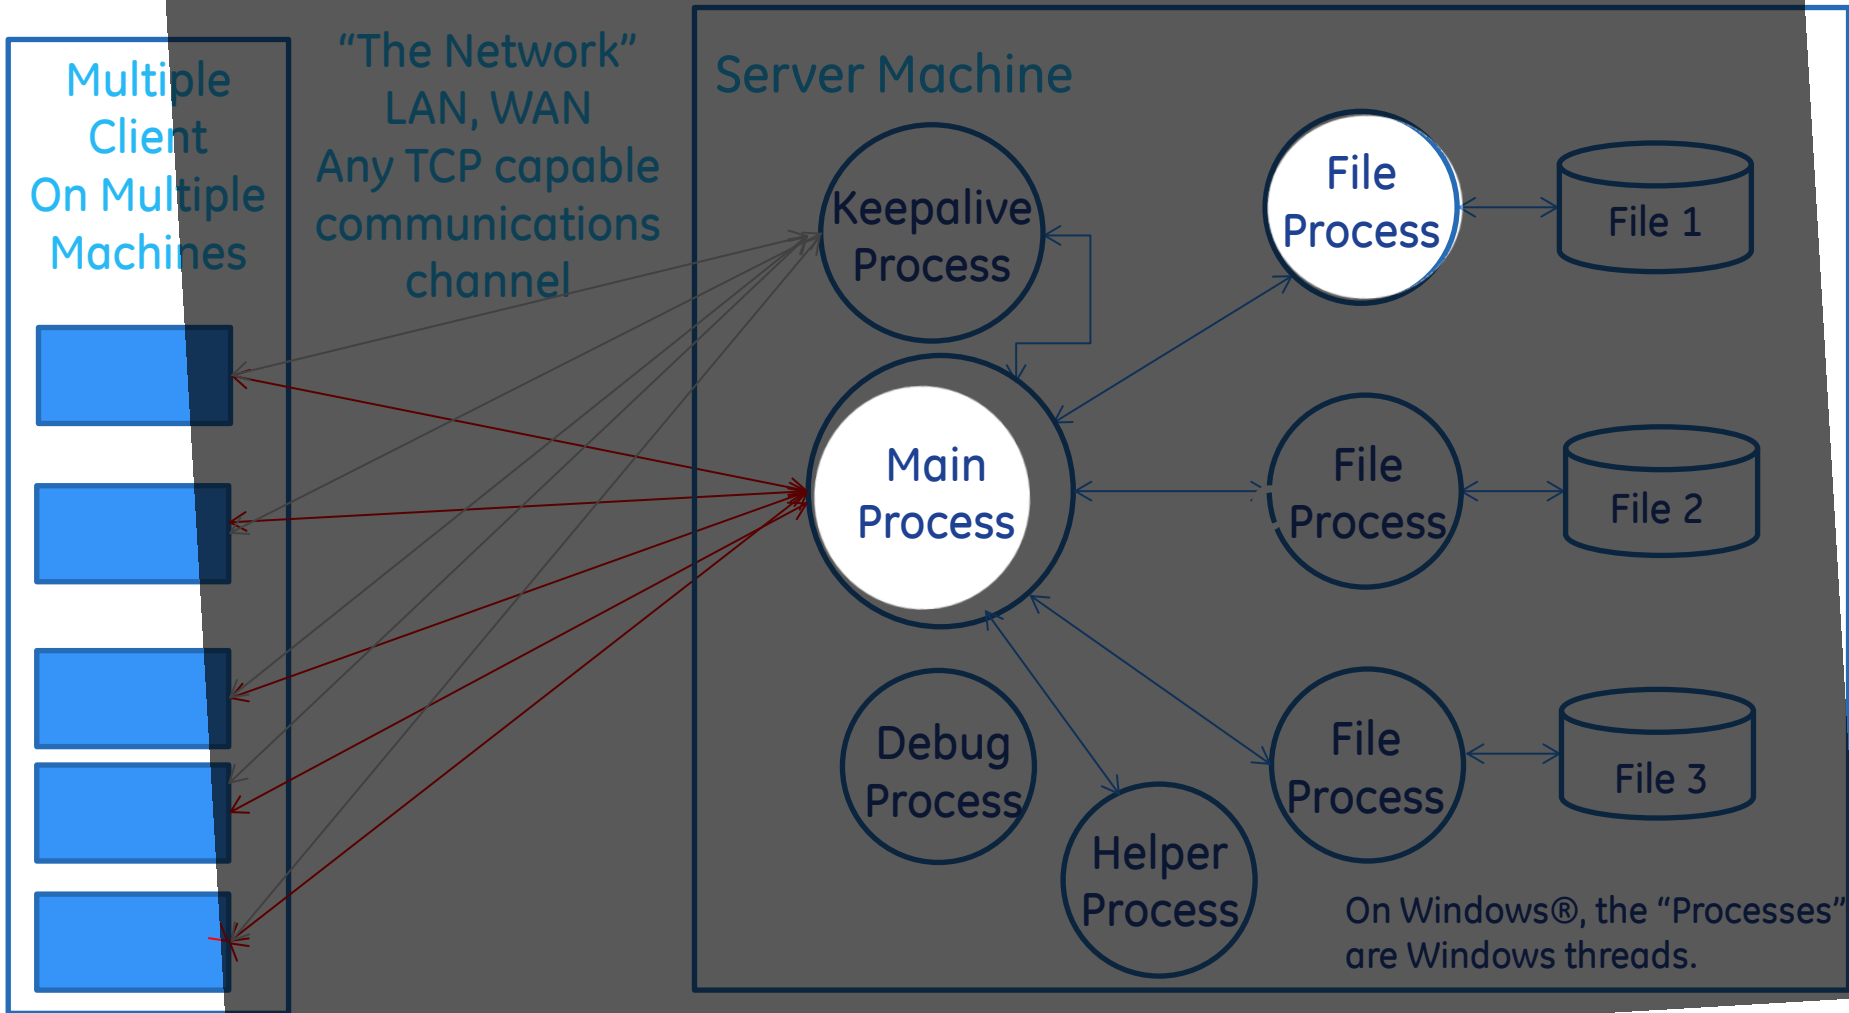 Multiple
Client
On Multiple
Machines
“The Network”
LAN, WAN
Any TCP capable
communications
channel
Server Machine
Keepalive
Process
File
Process
File 1
Main
Process
File
Process
File 2
Debug
Process
Helper
Process
File
Process
File 3
On Windows®, the “Processes”
are Windows threads.